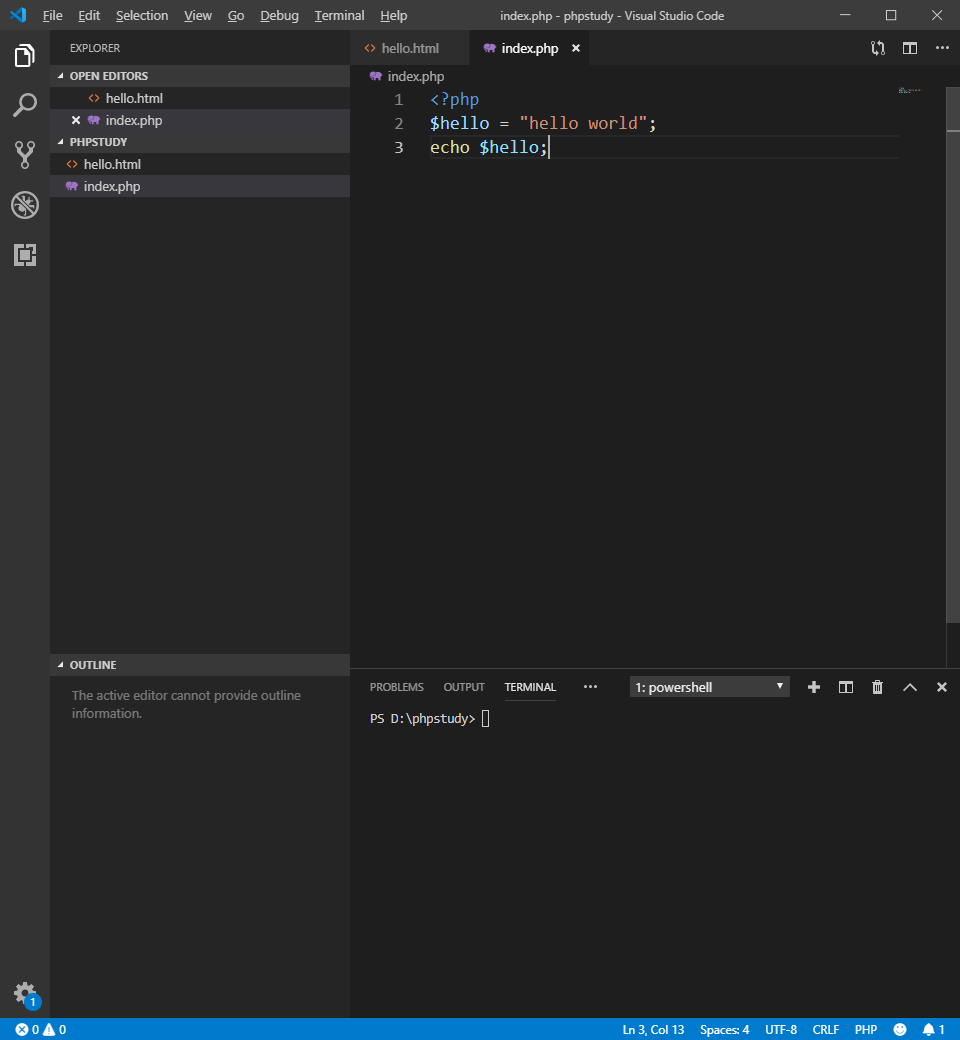 File Edit Selection View Go Debug Terminal Help index.php - phpstudy - Visual Studio Code
EXPLORER
OPEN EDITORS
hello.html
index.php
PHPSTUDY
hello.html
index.php
OUTLINE
The active editor cannot provide outline
information.
hello.html index.php
index.php
1 <?php
2 $hello = "hello world";
3 echo $hello;
PROBLEMS OUTPUT TERMINAL ··· 1: powershell
PS D:\phpstudy>
1
0 0 Ln 3, Col 13 Spaces: 4 UTF-8 CRLF PHP 1